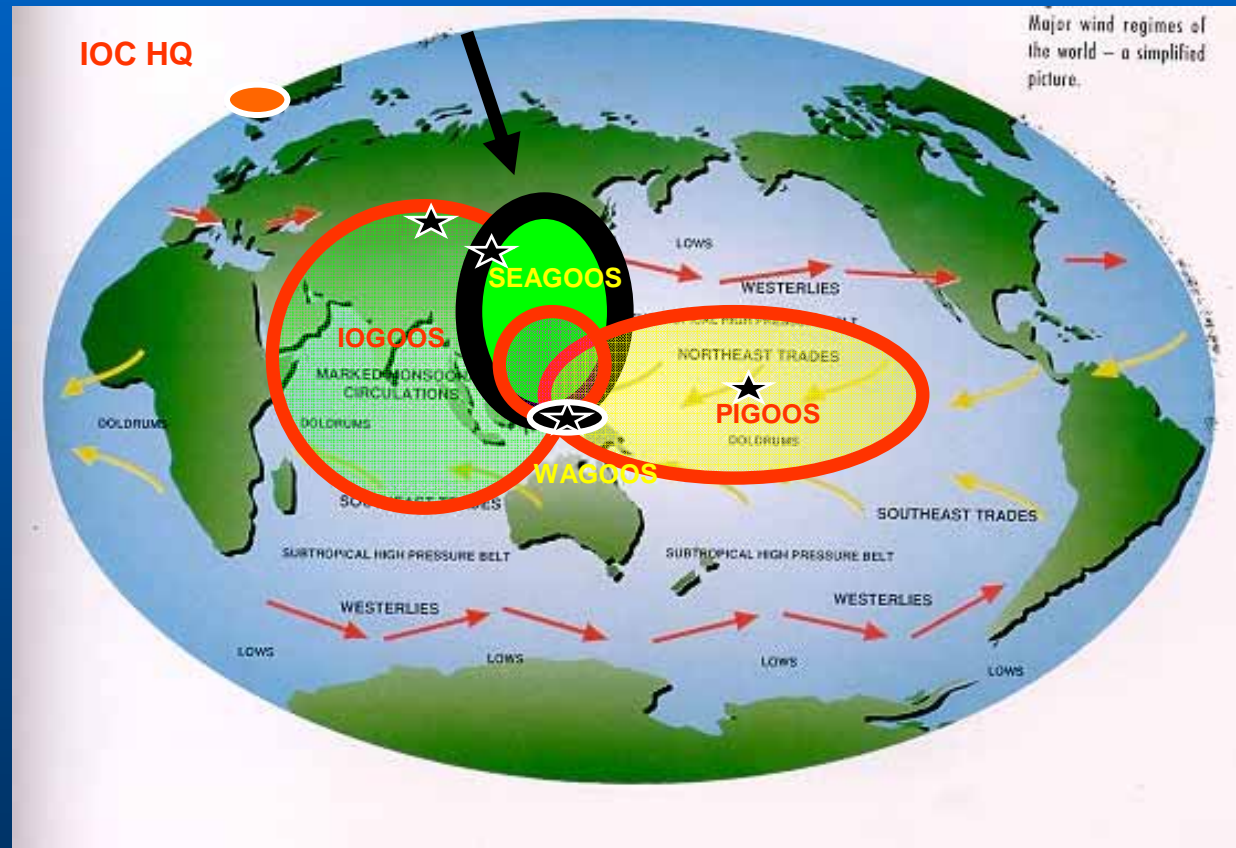 Major wind regimes of
the world – a simplified
picture.
IOC HQ
LOWS
WESTERLIES
SEAGOOS
IOGOOS
NORTHEAST TRADES
MARKED MONSOON
CIRCULATIONS
PIGOOS
DOLDRUMS
DOLDRUMS
DOLDRUMS
WAGOOS
TRADES
SOUTHEAST TRADES
SUBTROPICAL HIGH PRESSURE BELT
SUBTROPICAL HIGH PRESSURE BELT
WESTERLIES
WESTERLIES
LOWS
LOWS
LOWS
LOWS